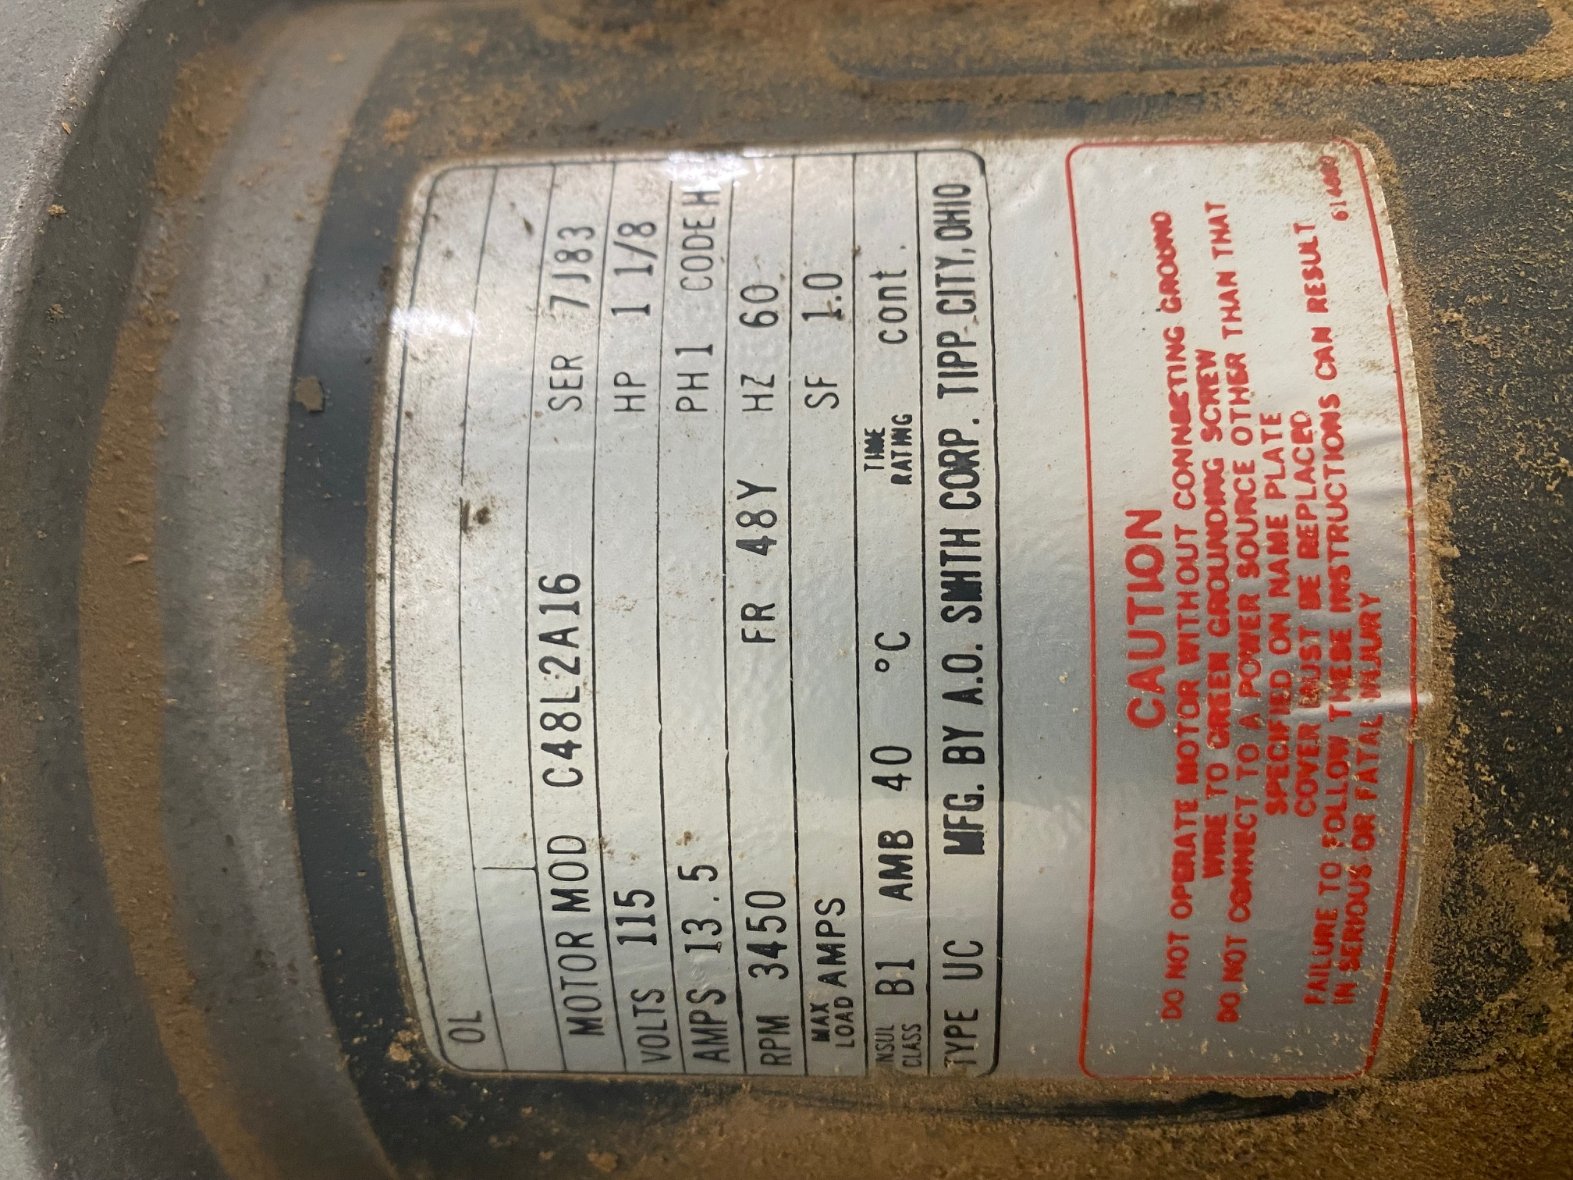 OL
MOTOR MOD C48L2A16 SER 7J83
VOLTS 115 HP 1 1/8
AMPS 13.5 PH 1 CODE H
RPM 3450 FR 48Y HZ 60
MAX LOAD AMPS SF 1.0
INSUL CLASS B1 AMB 40 °C TIME RATING cont.
TYPE UC MFG. BY A.O. SMITH CORP. TIPP CITY, OHIO
CAUTION
DO NOT OPERATE MOTOR WITHOUT CONNECTING GROUND
WIRE TO GREEN GROUNDING SCREW
DO NOT CONNECT TO A POWER SOURCE OTHER THAN THAT
SPECIFIED ON NAME PLATE
COVER MUST BE REPLACED
FAILURE TO FOLLOW THESE INSTRUCTIONS CAN RESULT
IN SERIOUS OR FATAL INJURY